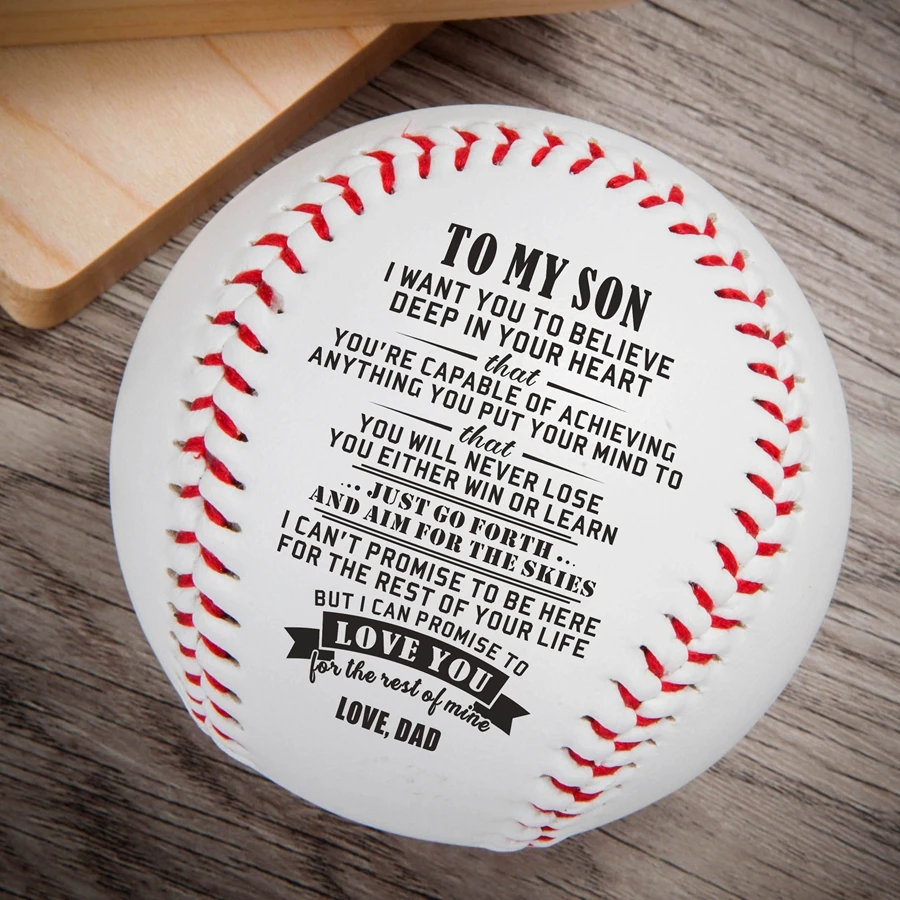 TO MY SON
I WANT YOU TO BELIEVE
DEEP IN YOUR HEART
that
YOU'RE CAPABLE OF ACHIEVING
ANYTHING YOU PUT YOUR MIND TO
that
YOU WILL NEVER LOSE
YOU EITHER WIN OR LEARN
... JUST GO FORTH ...
AND AIM FOR THE SKIES
I CAN'T PROMISE TO BE HERE
FOR THE REST OF YOUR LIFE
BUT I CAN PROMISE TO
LOVE YOU
for the rest of mine
LOVE, DAD